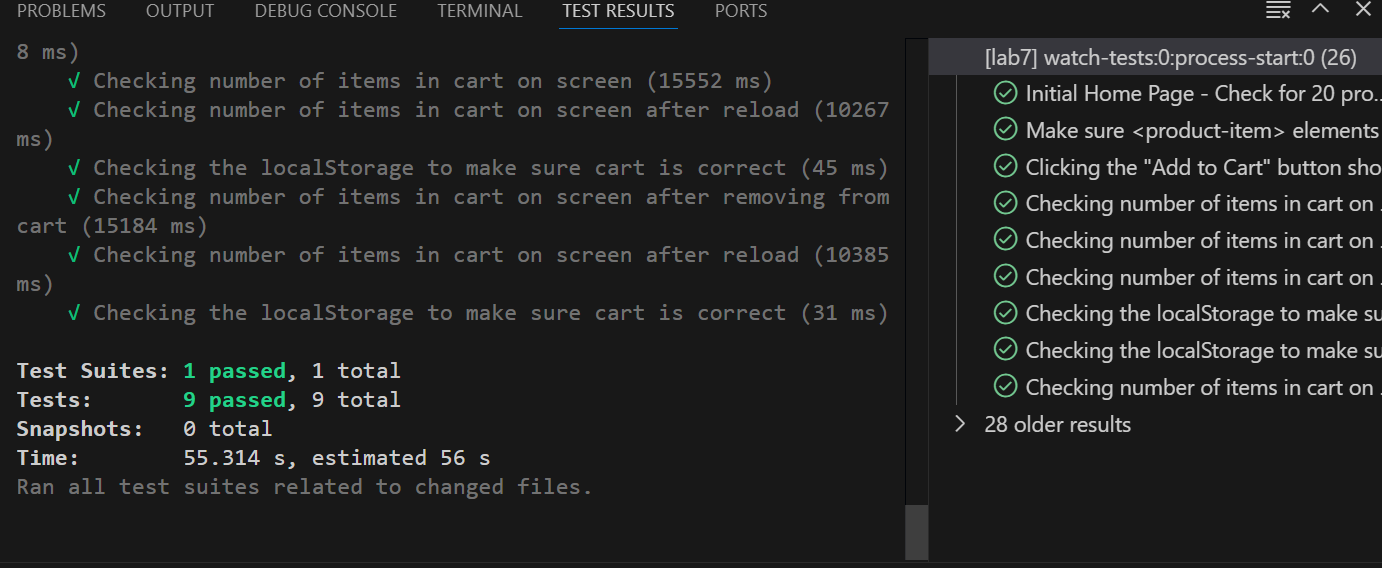 PROBLEMS OUTPUT DEBUG CONSOLE TERMINAL TEST RESULTS PORTS
8 ms)
√ Checking number of items in cart on screen (15552 ms)
√ Checking number of items in cart on screen after reload (10267
ms)
√ Checking the localStorage to make sure cart is correct (45 ms)
√ Checking number of items in cart on screen after removing from
cart (15184 ms)
√ Checking number of items in cart on screen after reload (10385
ms)
√ Checking the localStorage to make sure cart is correct (31 ms)
Test Suites: 1 passed, 1 total
Tests: 9 passed, 9 total
Snapshots: 0 total
Time: 55.314 s, estimated 56 s
Ran all test suites related to changed files.
[lab7] watch-tests:0:process-start:0 (26)
Initial Home Page - Check for 20 pro...
Make sure <product-item> elements
Clicking the "Add to Cart" button sho
Checking number of items in cart on .
Checking number of items in cart on .
Checking number of items in cart on .
Checking the localStorage to make su
Checking the localStorage to make su
Checking number of items in cart on .
28 older results